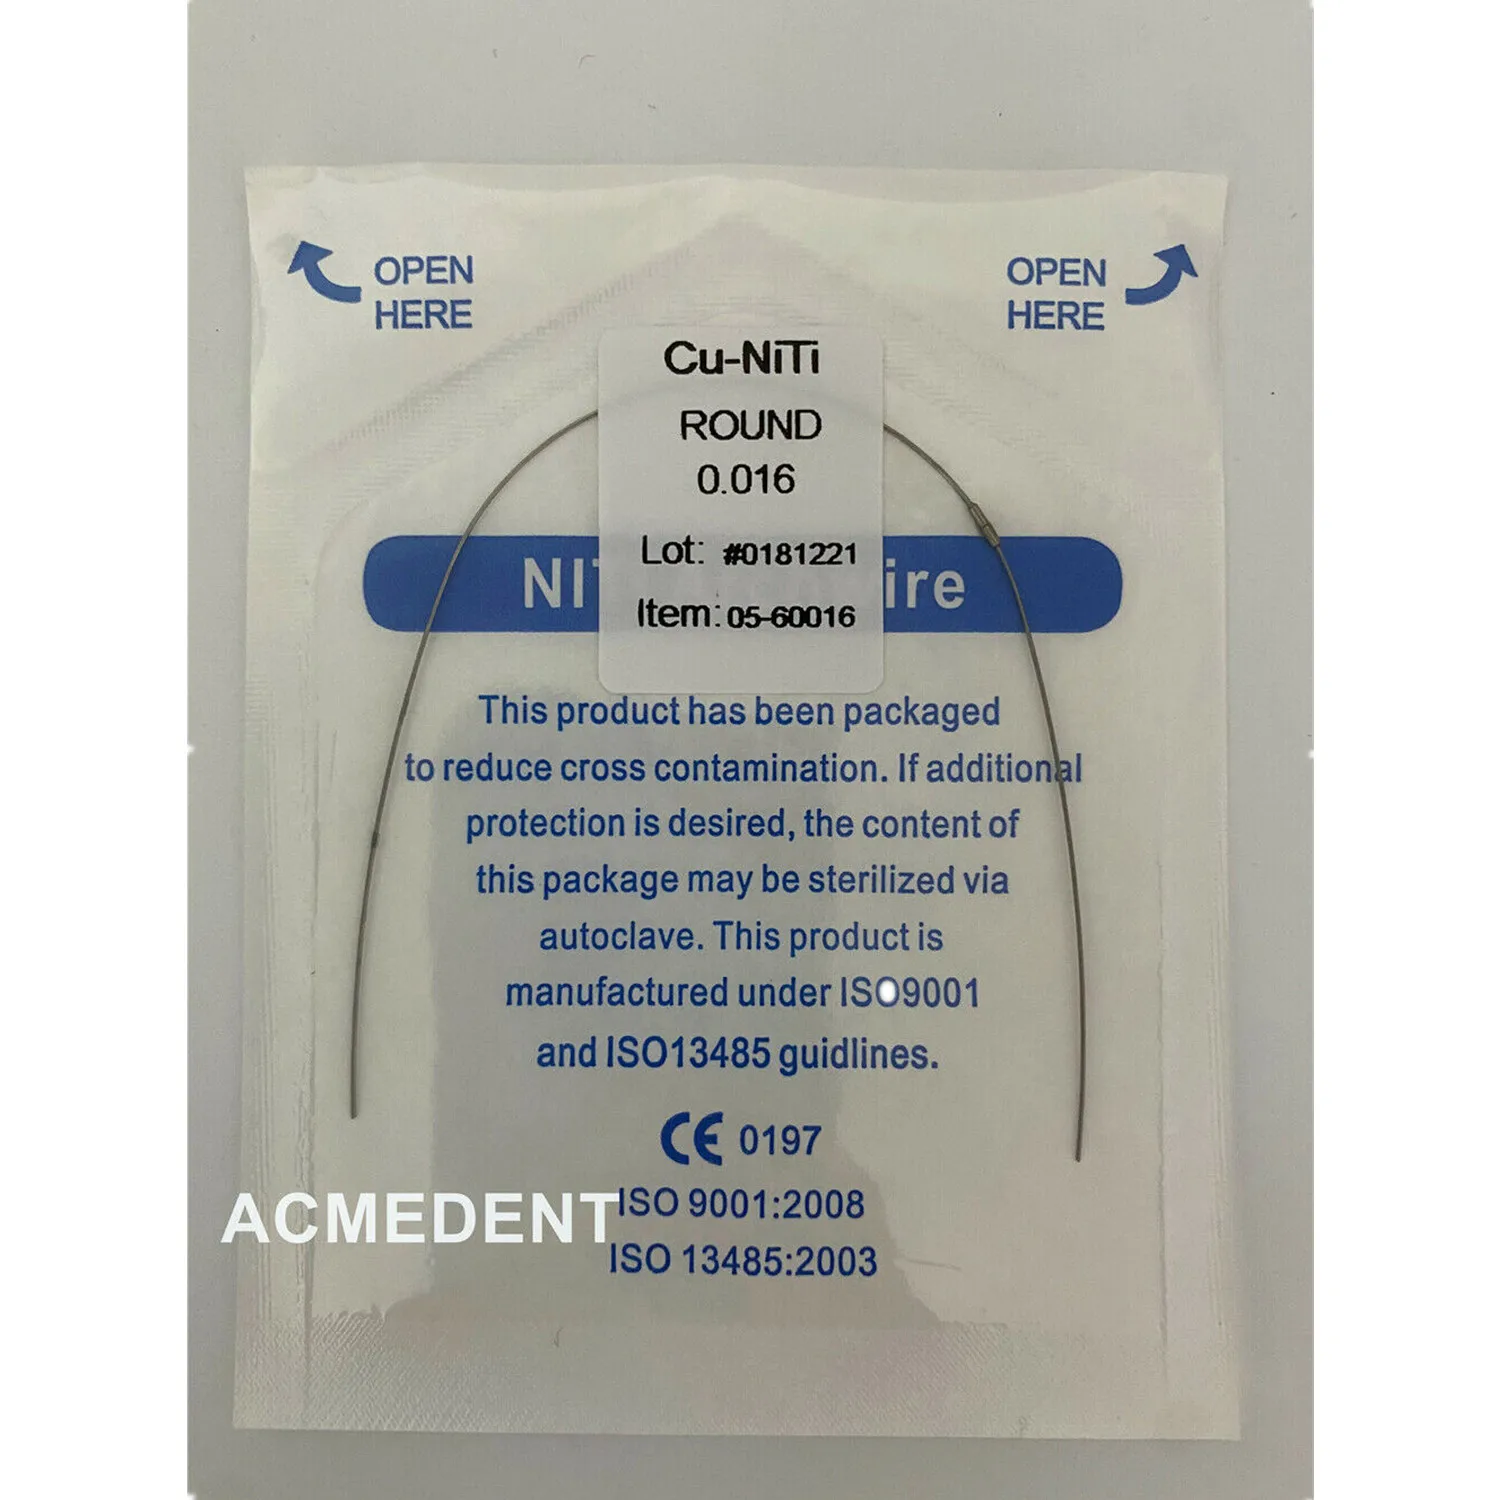 OPEN
HERE
OPEN
HERE
Cu-NiTi
ROUND
0.016
Lot: #0181221
Item: 05-60016
This product has been packaged
to reduce cross contamination. If additional
protection is desired, the content of
this package may be sterilized via
autoclave. This product is
manufactured under ISO9001
and ISO13485 guidlines.
CE 0197
ACMEDENT
ISO 9001:2008
ISO 13485:2003